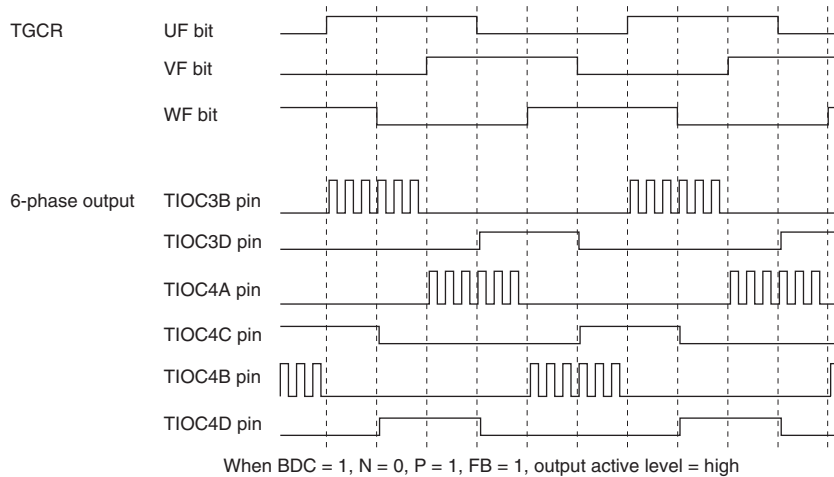 TGCR UF bit
VF bit
WF bit
6-phase output TIOC3B pin
TIOC3D pin
TIOC4A pin
TIOC4C pin
TIOC4B pin
TIOC4D pin
When BDC = 1, N = 0, P = 1, FB = 1, output active level = high